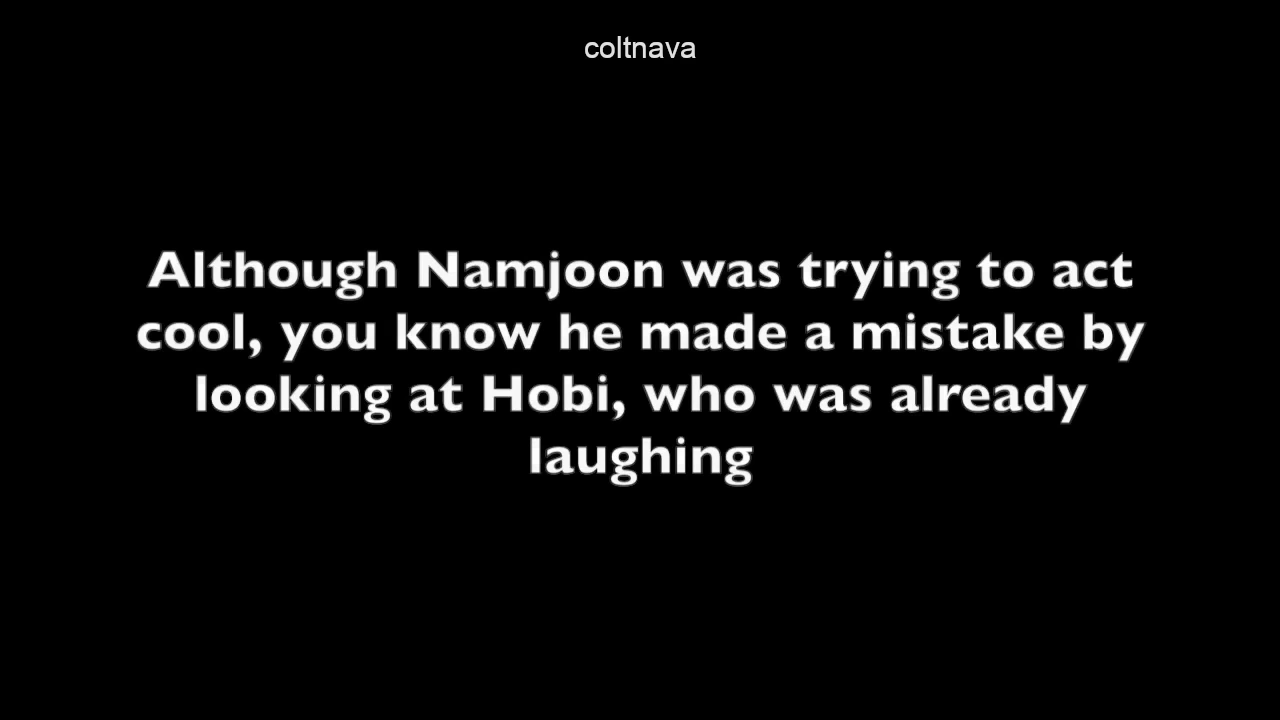 coltnava
Although Namjoon was trying to act
cool, you know he made a mistake by
looking at Hobi, who was already
laughing